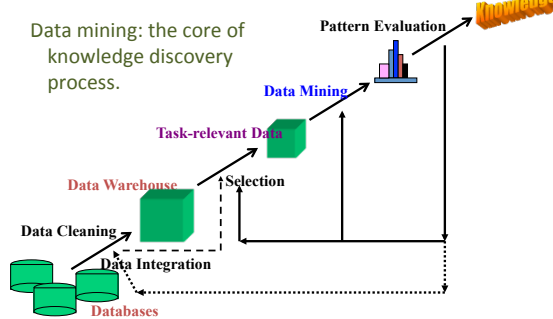 Data mining: the core of
knowledge discovery
process.
Knowledge
Pattern Evaluation
Data Mining
Task-relevant Data
Selection
Data Warehouse
Data Cleaning
Data Integration
Databases